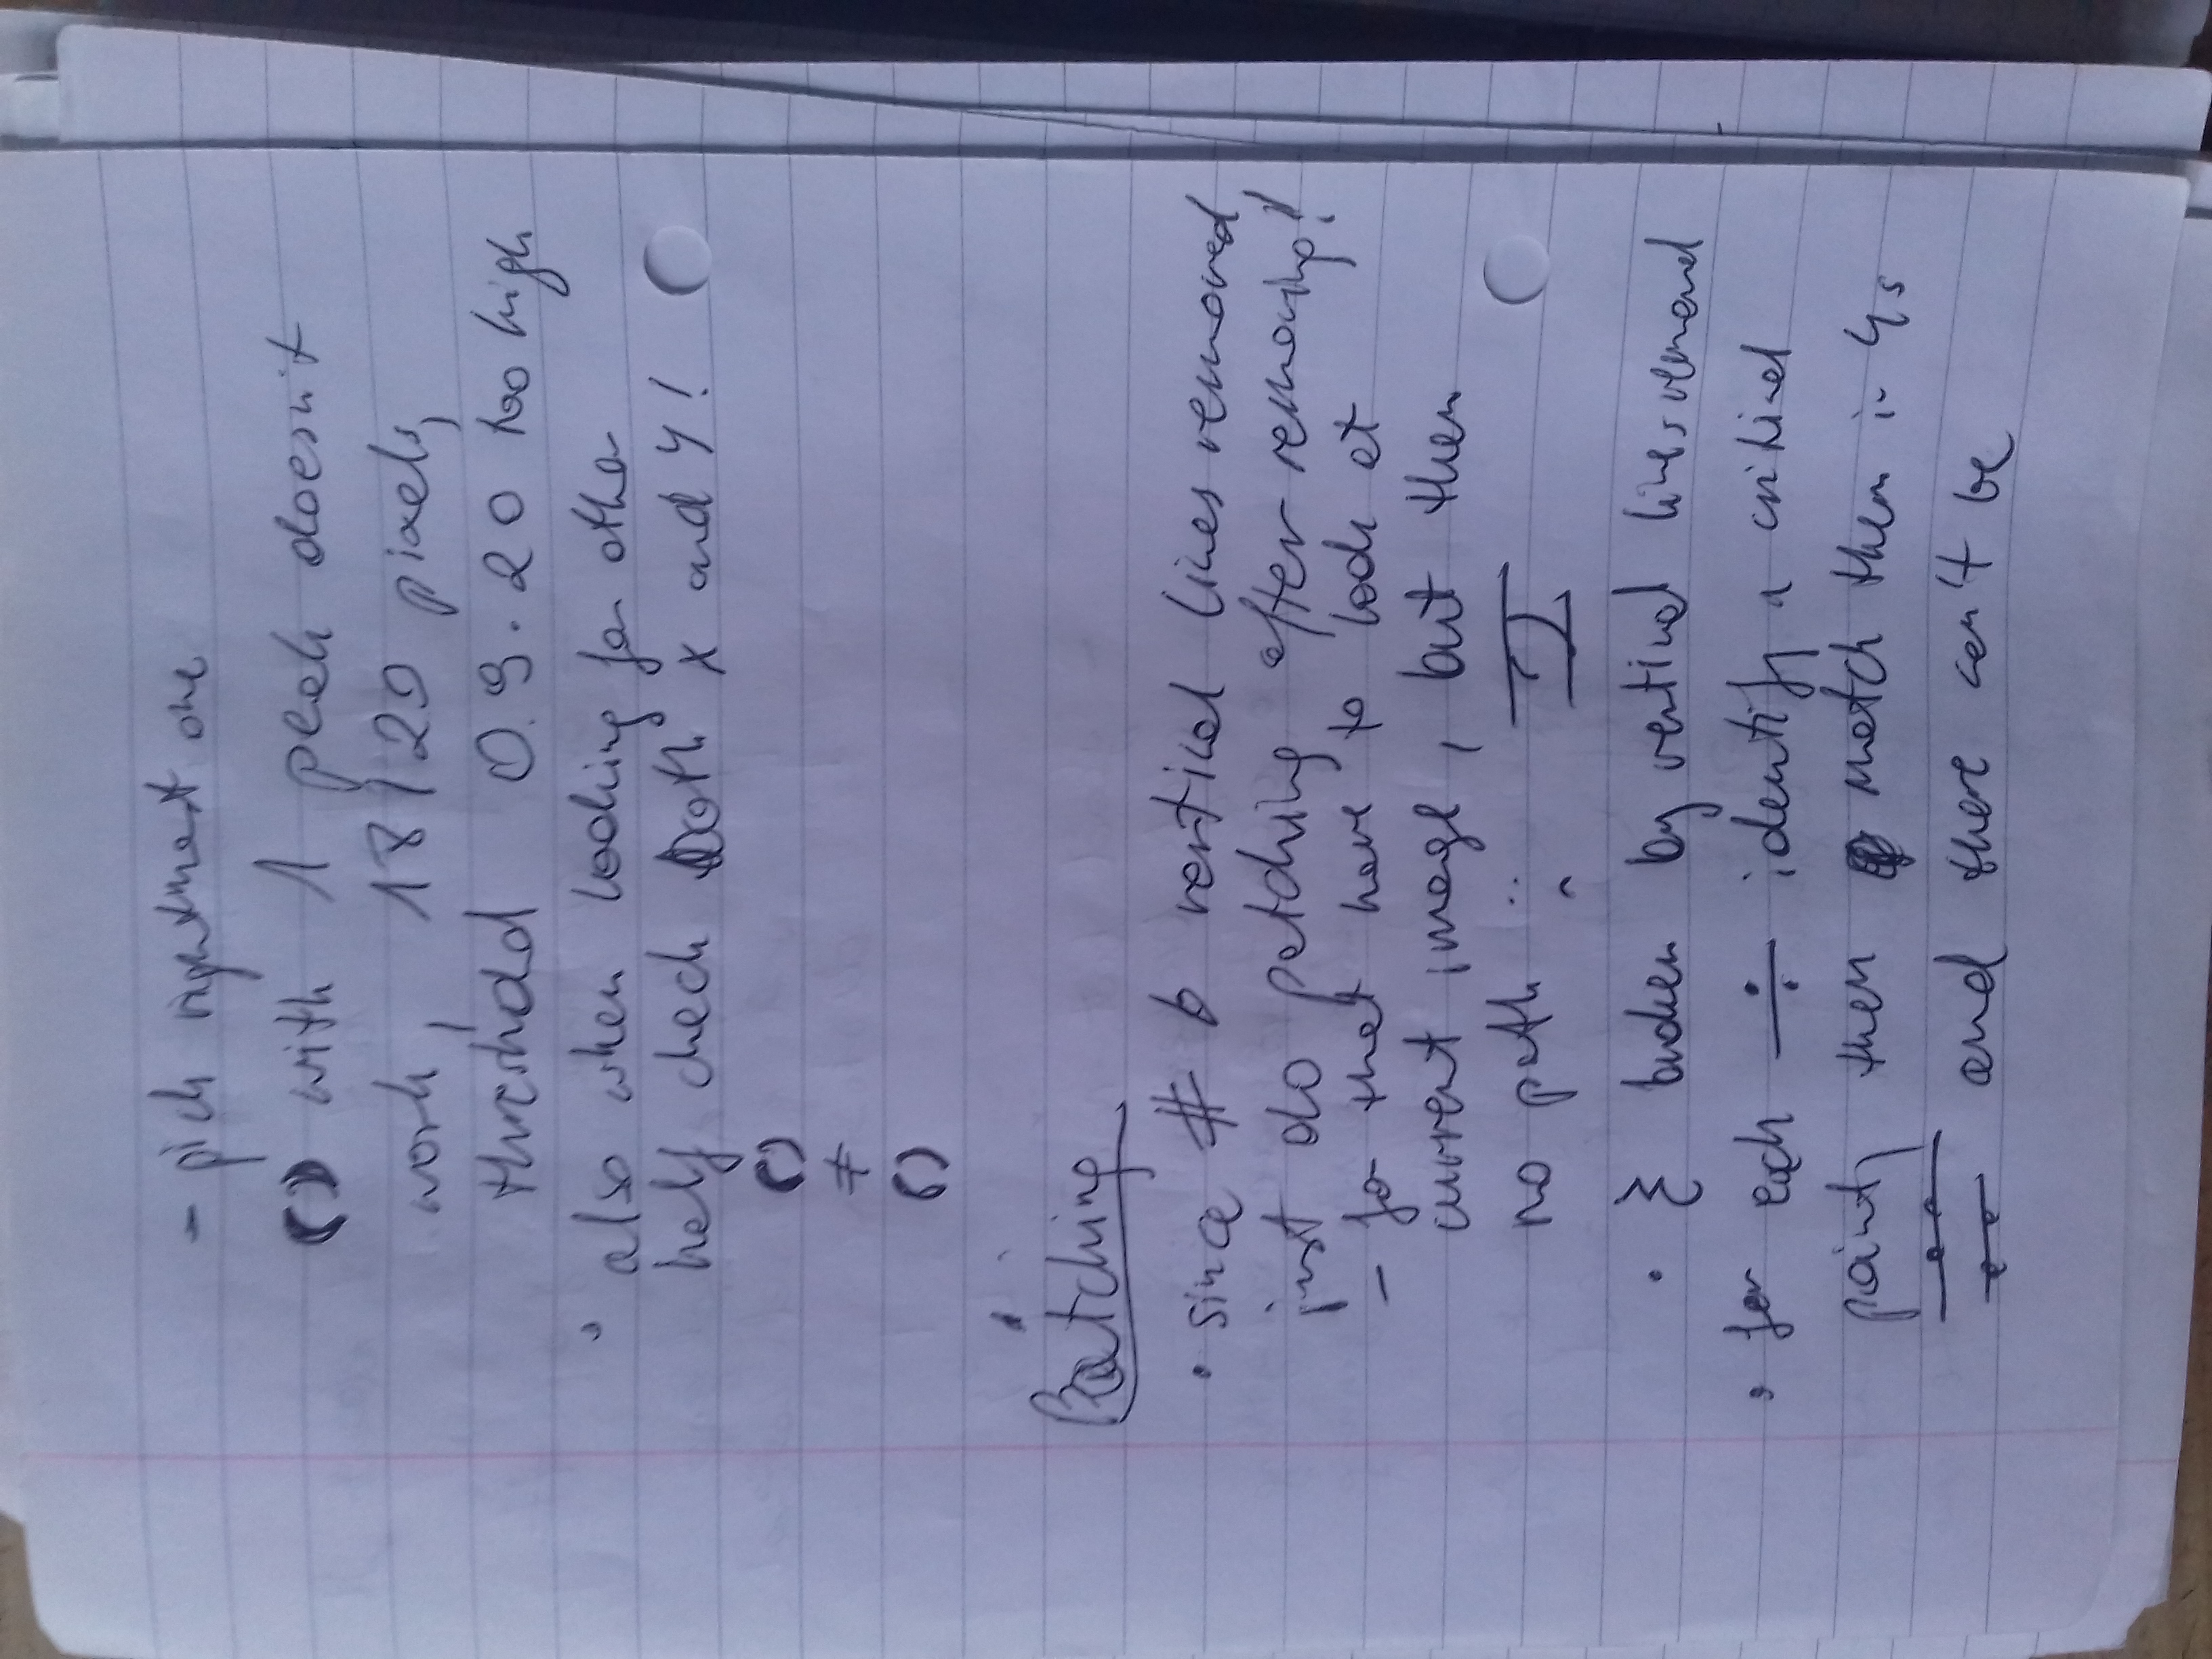 - pick rightmost one
() with 1 peak doesn't
work, 18/20 pixels,
threshold 0.9·20 too high
• also when looking for other
half check both x and y!
()
≠
()
Patching
• since # b vertical lines removed,
just do patching after removing!
- for that have to look at
current image, but then
no path :(
• ξ broken by vertical lines removed
• for each ÷ identify a critical
point, then match them in 4s
and there can't be